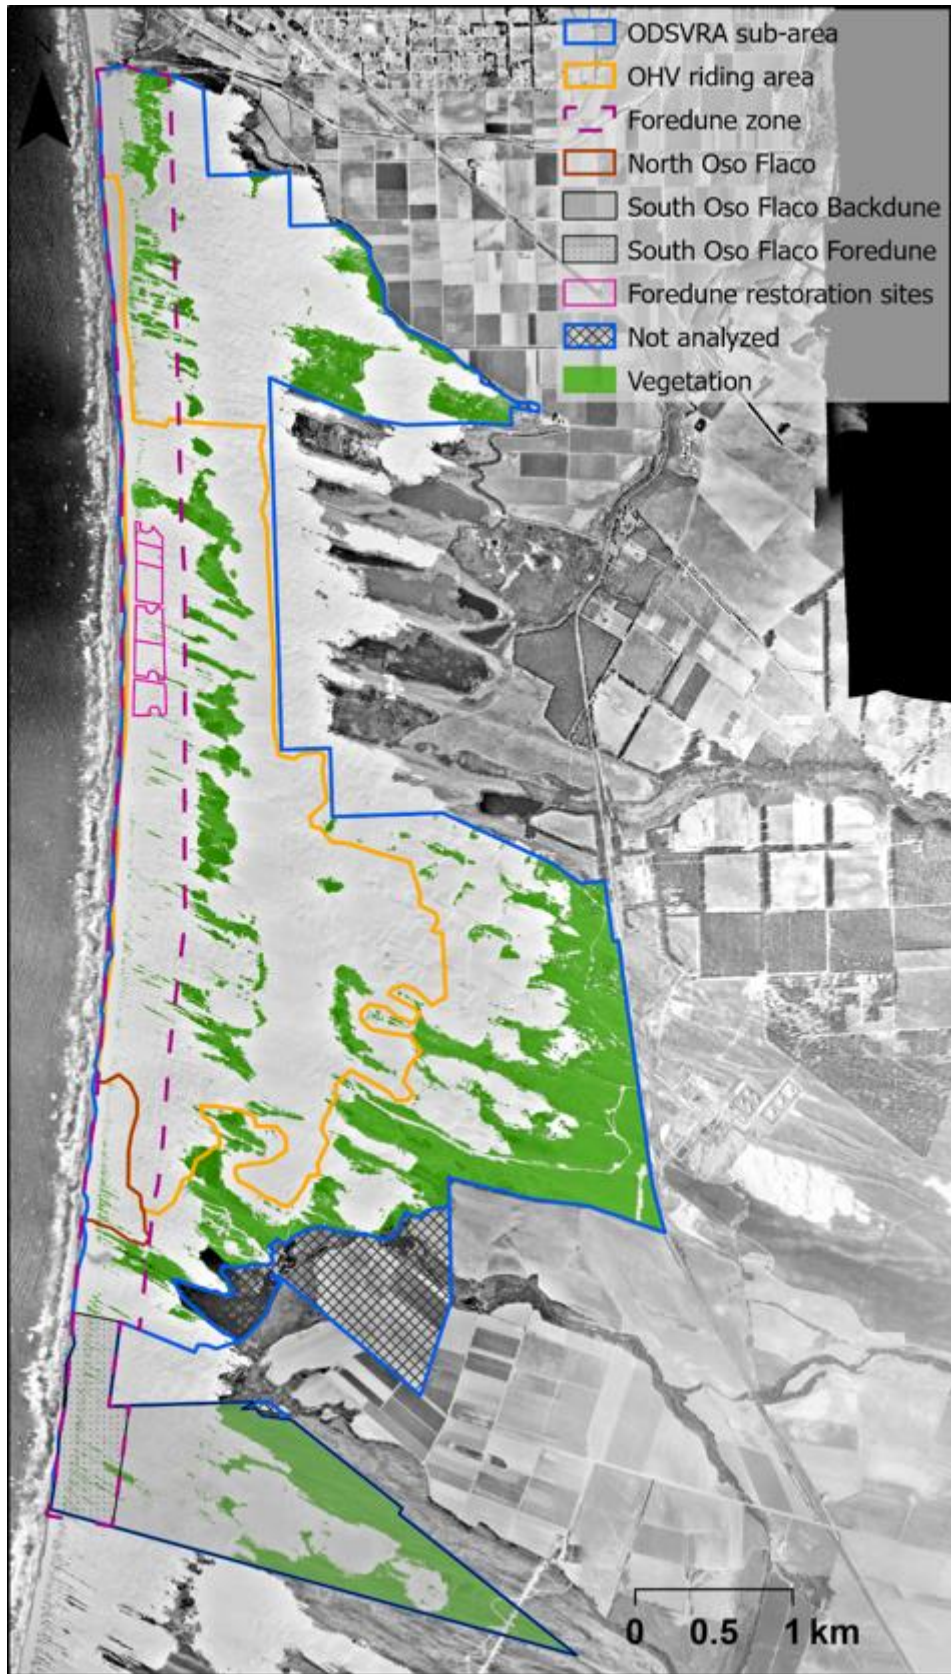 ODSVRA sub-area
OHV riding area
Foredune zone
North Oso Flaco
South Oso Flaco Backdune
South Oso Flaco Foredune
Foredune restoration sites
Not analyzed
Vegetation
0 0.5 1 km